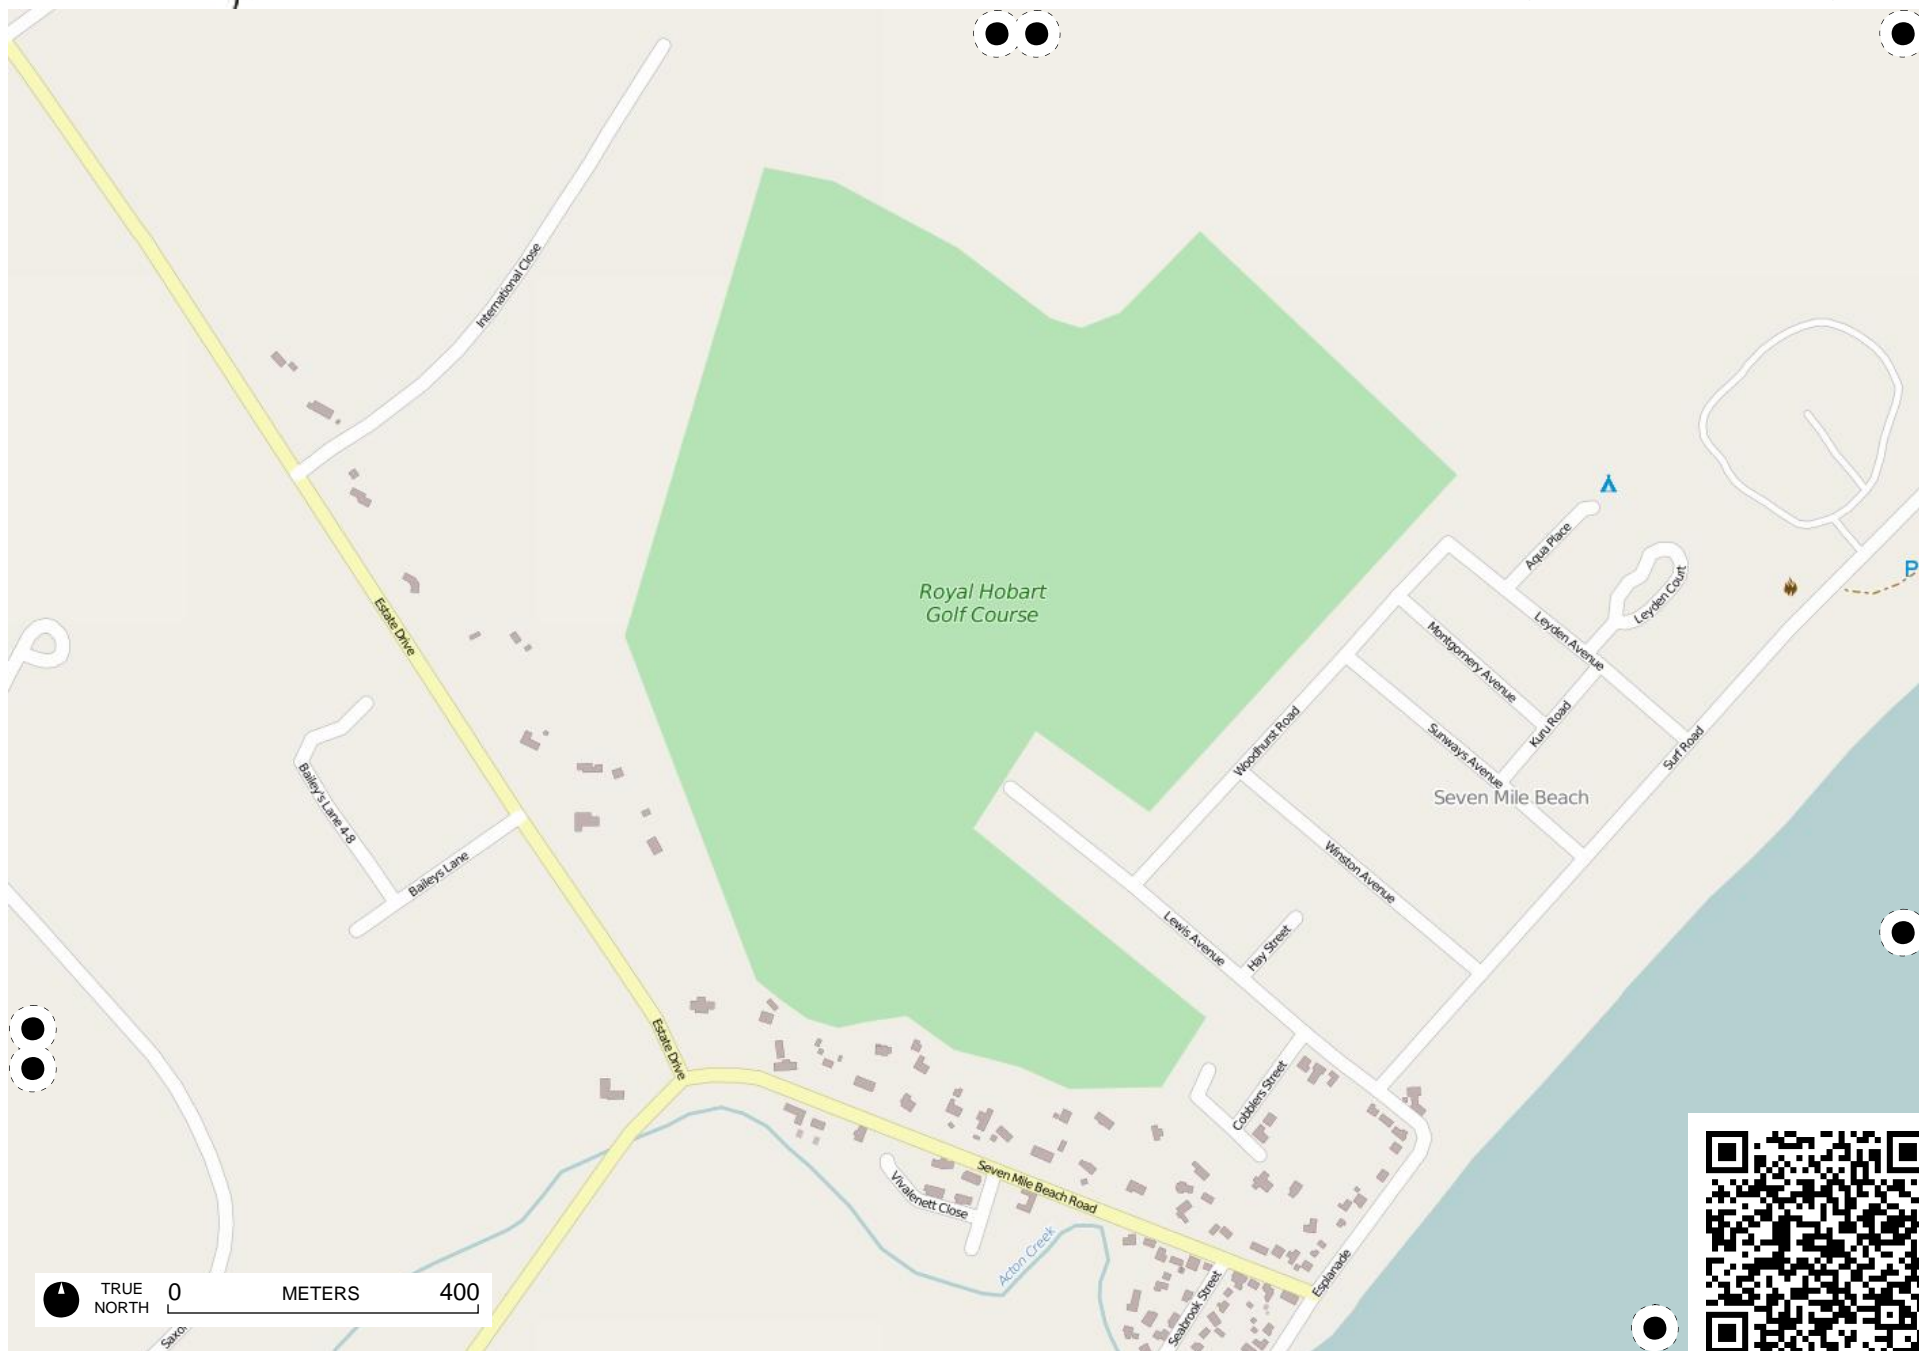 International Close
Royal Hobart
Golf Course
Aqua Place
Leyden Court
Leyden Avenue
Montgomery Avenue
Kuru Road
Sunways Avenue
Woodhurst Road
Surf Road
Seven Mile Beach
Winston Avenue
Lewis Avenue
Hay Street
Estate Drive
Bailey's Lane 4-8
Baileys Lane
Estate Drive
Cobblers Street
Vivalenett Close
Seven Mile Beach Road
Acton Creek
Esplanade
Seabrook Street
P
TRUE
NORTH
0 METERS 400